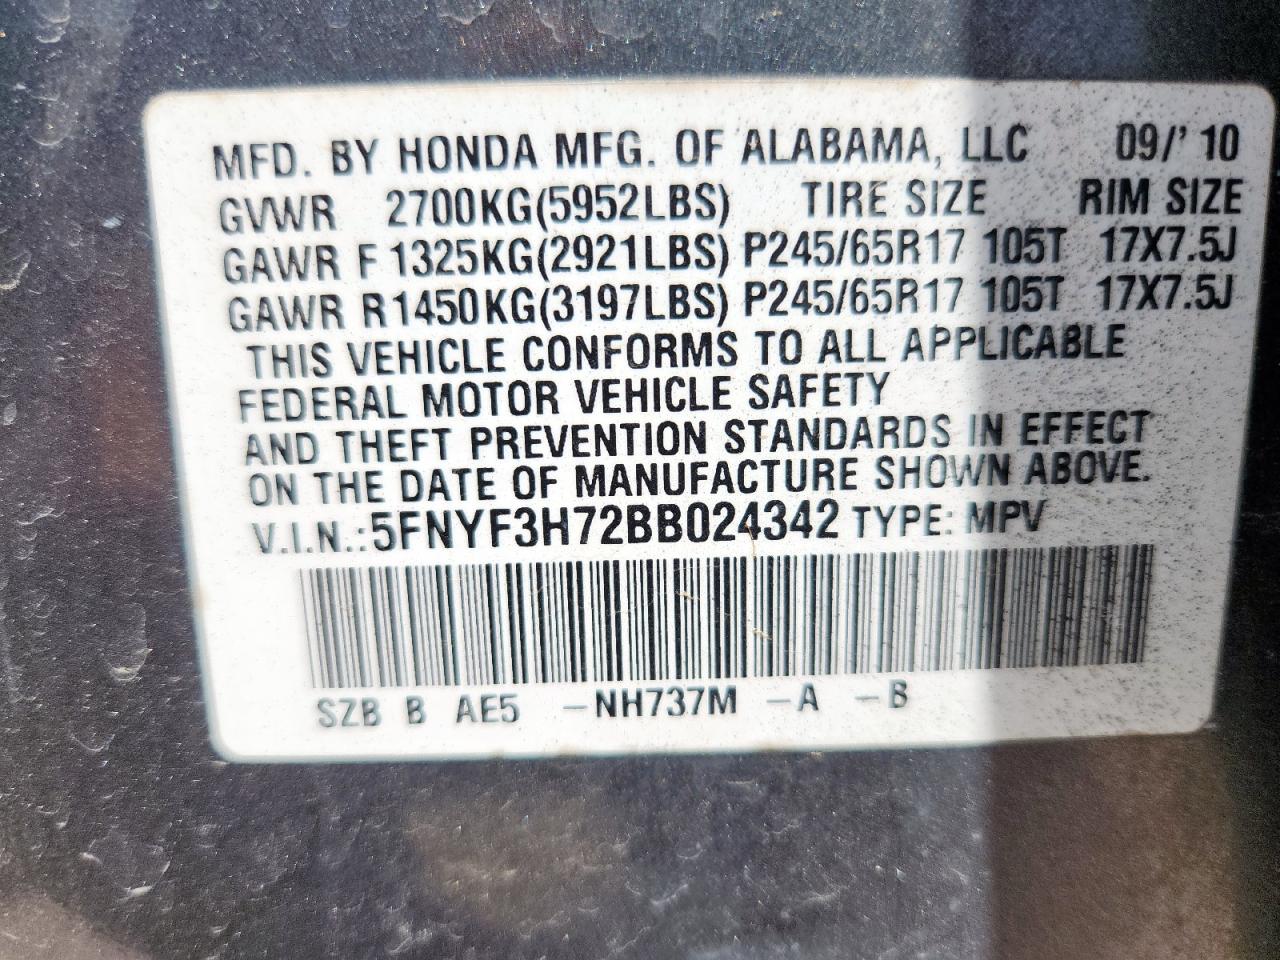 MFD. BY HONDA MFG. OF ALABAMA, LLC 09/' 10
GVWR 2700KG(5952LBS) TIRE SIZE RIM SIZE
GAWR F 1325KG(2921LBS) P245/65R17 105T 17X7.5J
GAWR R 1450KG(3197LBS) P245/65R17 105T 17X7.5J
THIS VEHICLE CONFORMS TO ALL APPLICABLE
FEDERAL MOTOR VEHICLE SAFETY
AND THEFT PREVENTION STANDARDS IN EFFECT
ON THE DATE OF MANUFACTURE SHOWN ABOVE.
V.I.N.:5FNYF3H72BB024342 TYPE: MPV
SZB B AE5 –NH737M –A –B